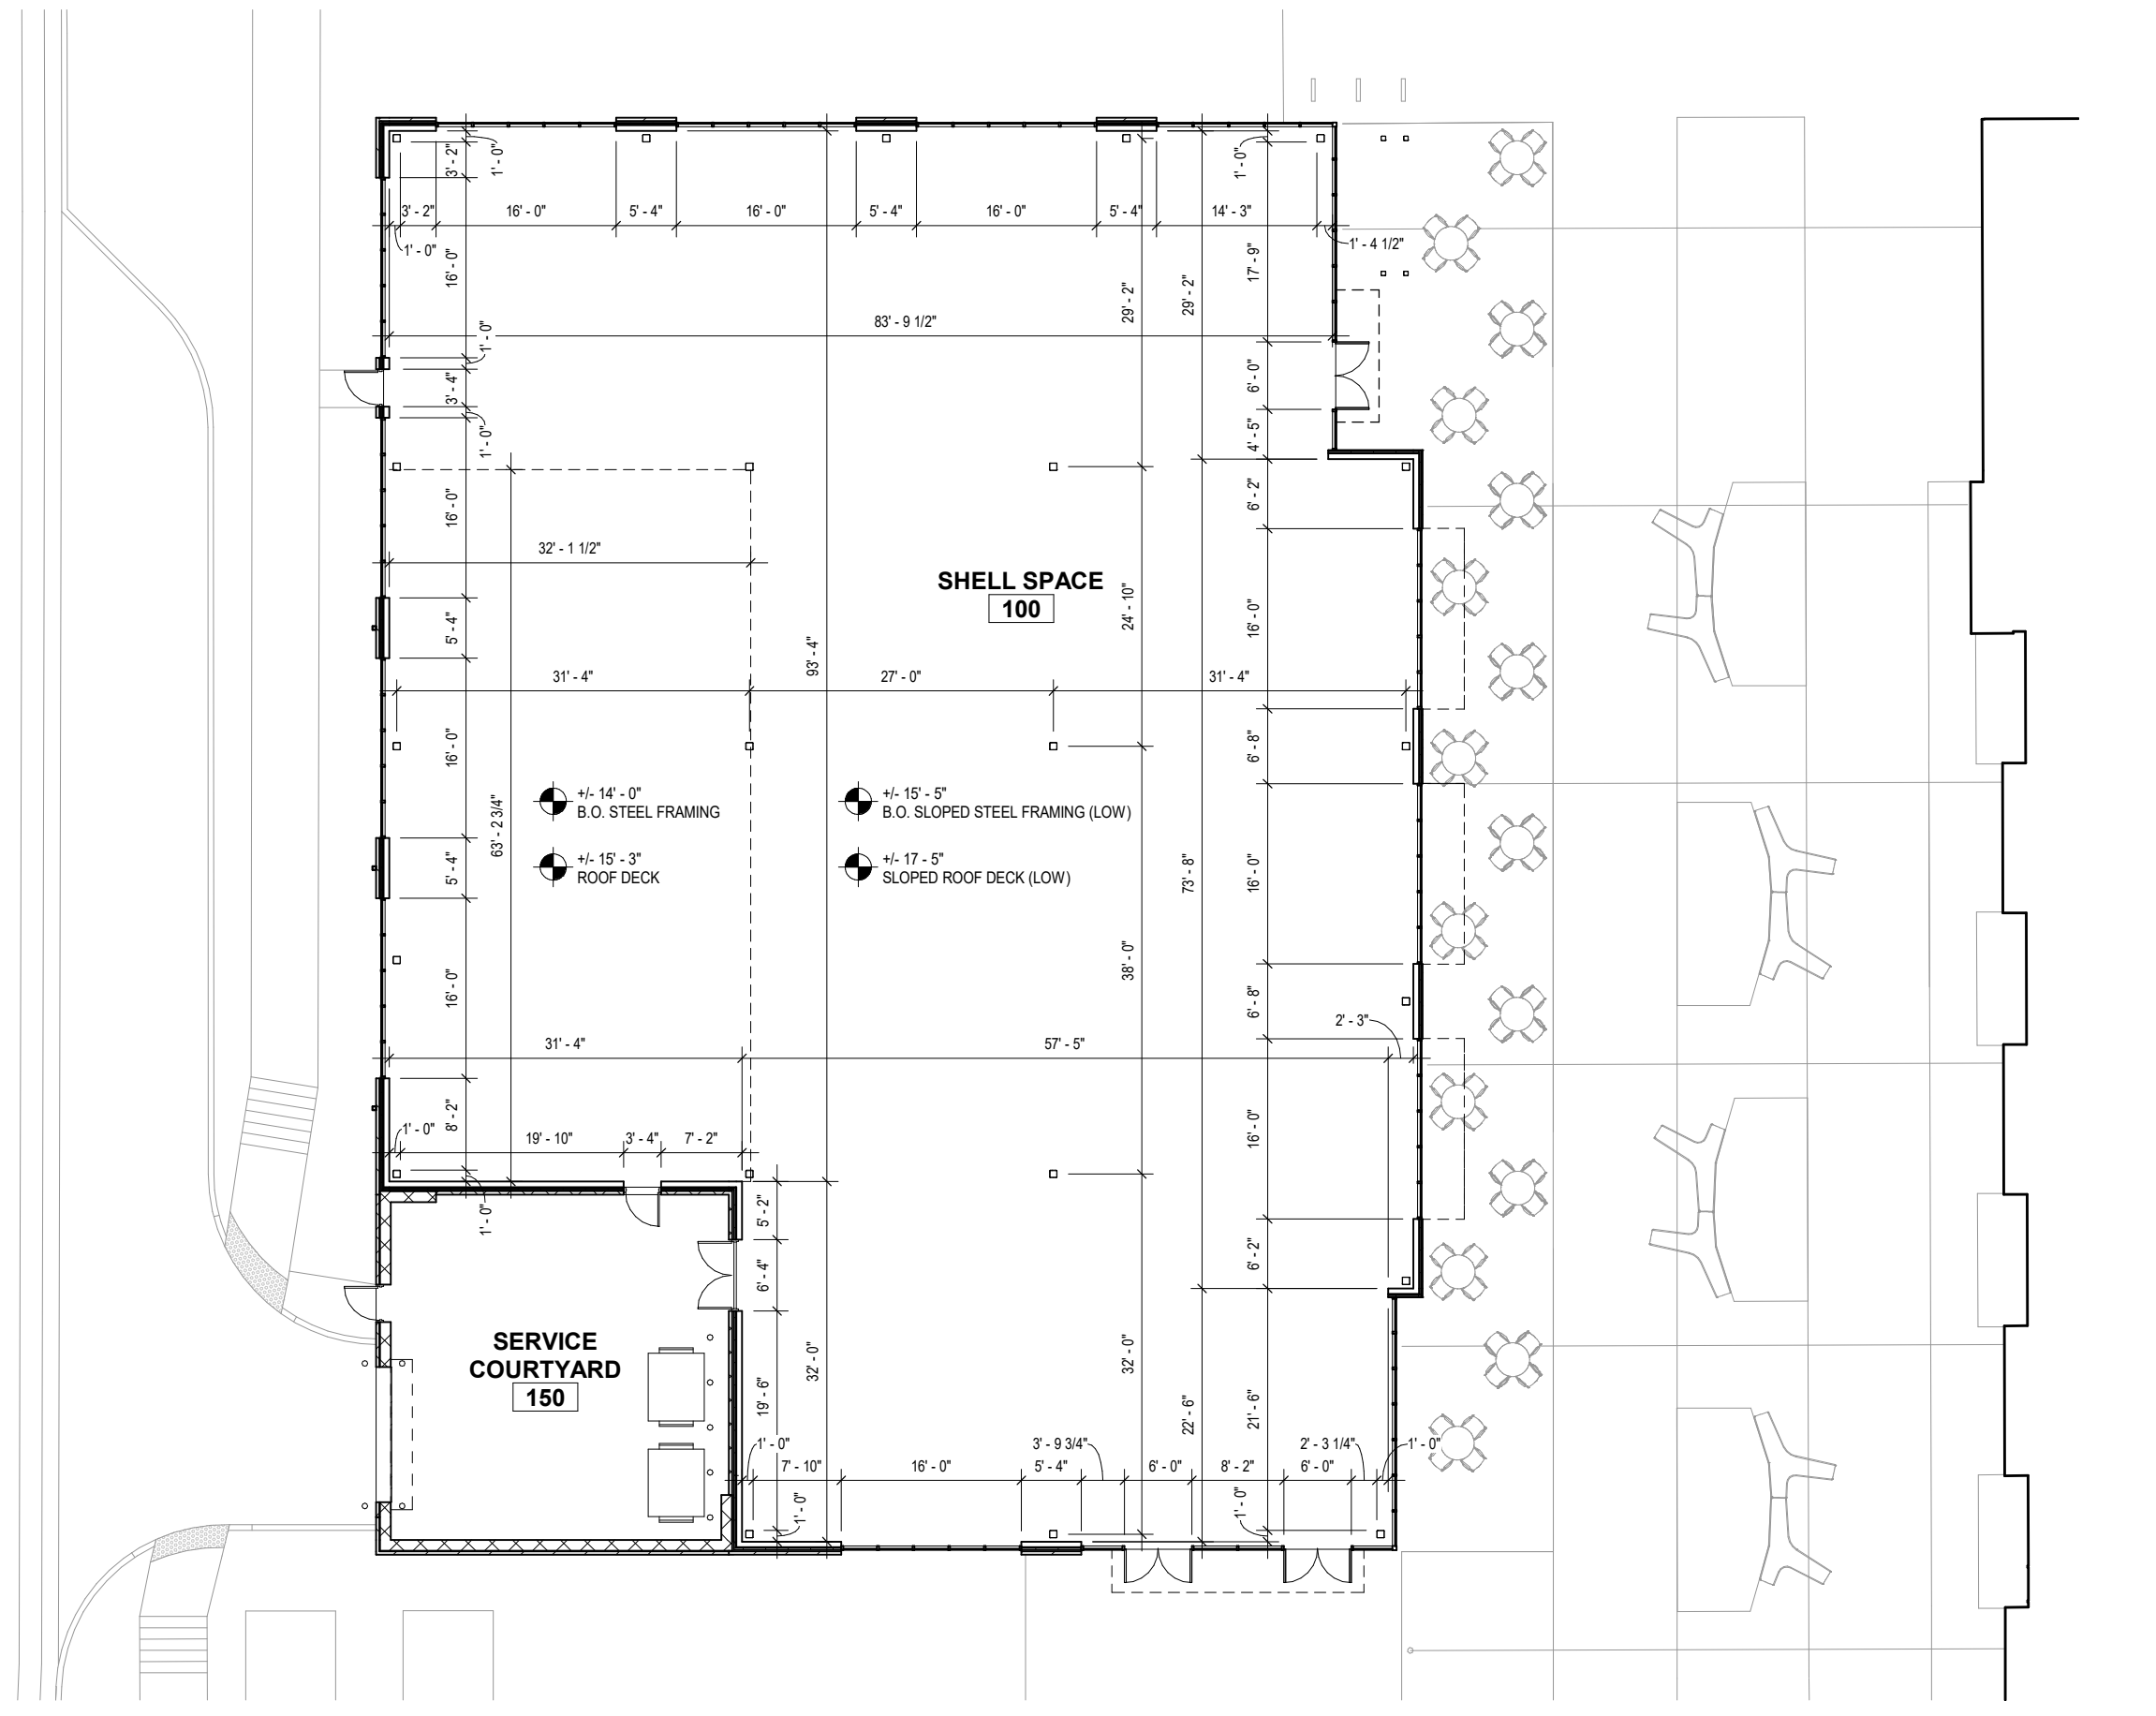 3' - 2"
1' - 0"
1' - 0"
3' - 2"
16' - 0"
5' - 4"
16' - 0"
5' - 4"
16' - 0"
5' - 4"
14' - 3"
1' - 0"
1' - 4 1/2"
16' - 0"
17' - 9"
29' - 2"
29' - 2"
83' - 9 1/2"
1' - 0"
3' - 4"
6' - 0"
1' - 0"
4' - 5"
16' - 0"
6' - 2"
32' - 1 1/2"
SHELL SPACE
100
24' - 10"
16' - 0"
5' - 4"
93' - 4"
31' - 4"
27' - 0"
31' - 4"
16' - 0"
6' - 8"
+/- 14' - 0"
B.O. STEEL FRAMING
+/- 15' - 5"
B.O. SLOPED STEEL FRAMING (LOW)
63' - 2 3/4"
+/- 15' - 3"
ROOF DECK
+/- 17 - 5"
SLOPED ROOF DECK (LOW)
5' - 4"
73' - 8"
16' - 0"
38' - 0"
16' - 0"
6' - 8"
2' - 3"
31' - 4"
57' - 5"
8' - 2"
1' - 0"
19' - 10"
3' - 4"
7' - 2"
16' - 0"
1' - 0"
5' - 2"
6' - 4"
6' - 2"
SERVICE
COURTYARD
150
19' - 6"
32' - 0"
32' - 0"
22' - 6"
21' - 6"
1' - 0"
3' - 9 3/4"
2' - 3 1/4"
1' - 0"
7' - 10"
16' - 0"
5' - 4"
6' - 0"
8' - 2"
6' - 0"
1' - 0"
1' - 0"